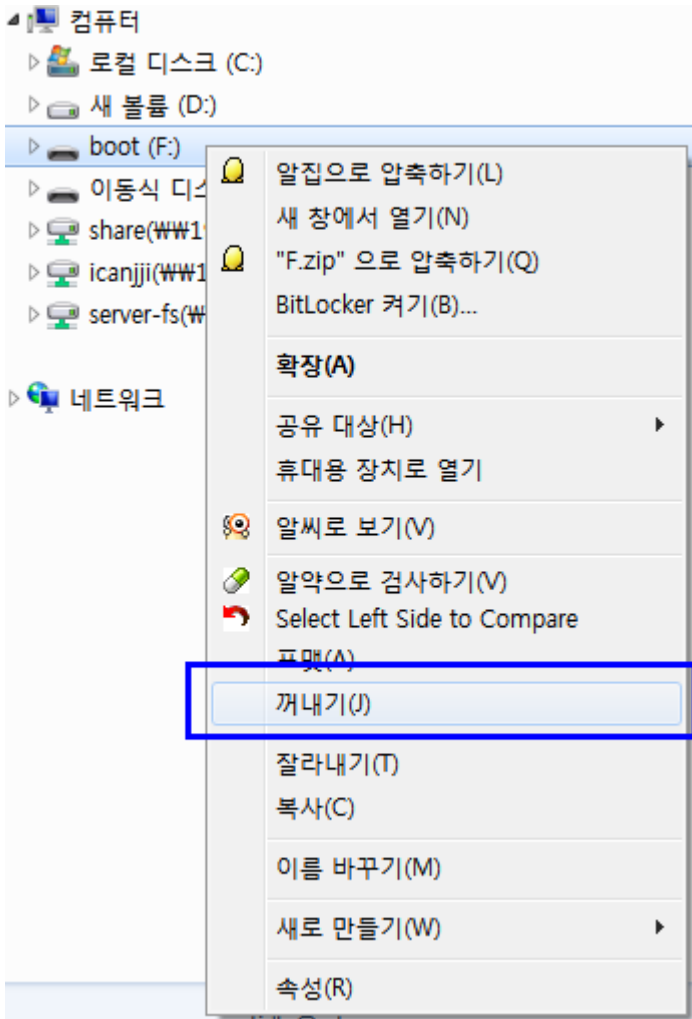 컴퓨터
로컬 디스크 (C:)
새 볼륨 (D:)
boot (F:)
이동식
share(₩₩1
icanjji(₩₩1
server-fs(₩
네트워크
알집으로 압축하기(L)
새 창에서 열기(N)
"F.zip" 으로 압축하기(Q)
BitLocker 켜기(B)...
확장(A)
공유 대상(H)
휴대용 장치로 열기
알씨로 보기(V)
알약으로 검사하기(V)
Select Left Side to Compare
포맷(A)
꺼내기(J)
잘라내기(T)
복사(C)
이름 바꾸기(M)
새로 만들기(W)
속성(R)